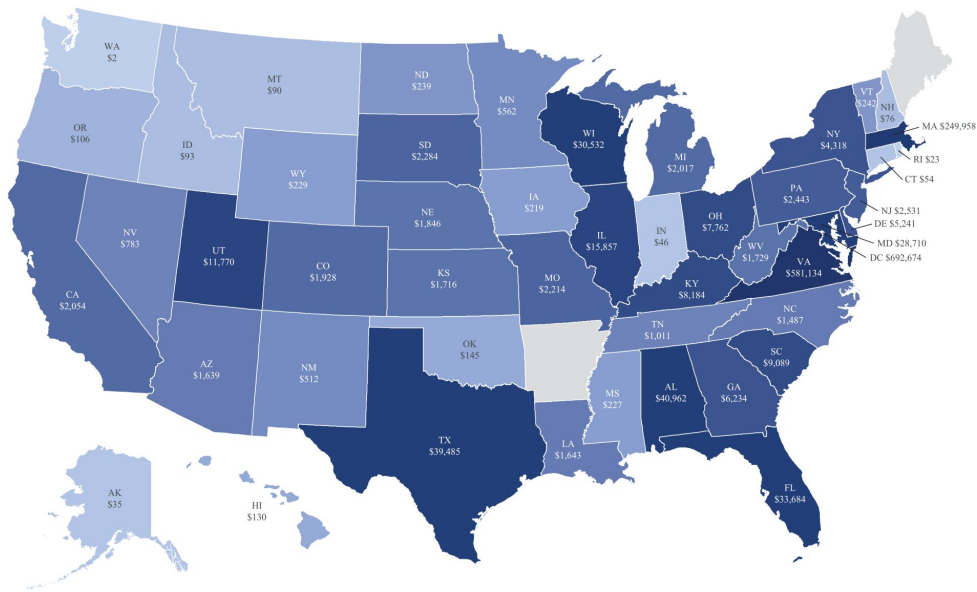 WA
$2
MT
$90
ND
$239
MN
$562
VT
$242
NH
$76
MA $249,958
OR
$106
ID
$93
SD
$2,284
WI
$30,532
MI
$2,017
NY
$4,318
RI $23
CT $54
WY
$229
IA
$219
PA
$2,443
NJ $2,531
DE $5,241
NV
$783
UT
$11,770
CO
$1,928
NE
$1,846
IL
$15,857
IN
$46
OH
$7,762
WV
$1,729
MD $28,710
DC $692,674
CA
$2,054
KS
$1,716
MO
$2,214
KY
$8,184
VA
$581,134
AZ
$1,639
NM
$512
OK
$145
TN
$1,011
NC
$1,487
SC
$9,089
MS
$227
AL
$40,962
GA
$6,234
TX
$39,485
LA
$1,643
FL
$33,684
AK
$35
HI
$130